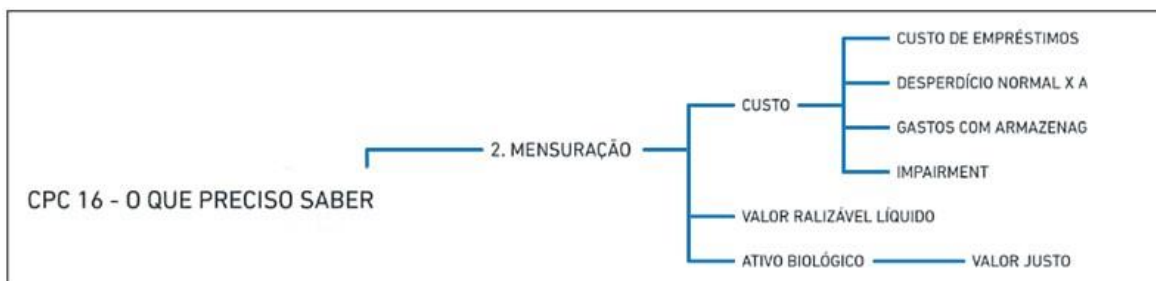 CUSTO DE EMPRÉSTIMOS
DESPERDÍCIO NORMAL X A
CUSTO
GASTOS COM ARMAZENAG
2. MENSURAÇÃO
IMPAIRMENT
CPC 16 - O QUE PRECISO SABER
VALOR RALIZÁVEL LÍQUIDO
ATIVO BIOLÓGICO
VALOR JUSTO